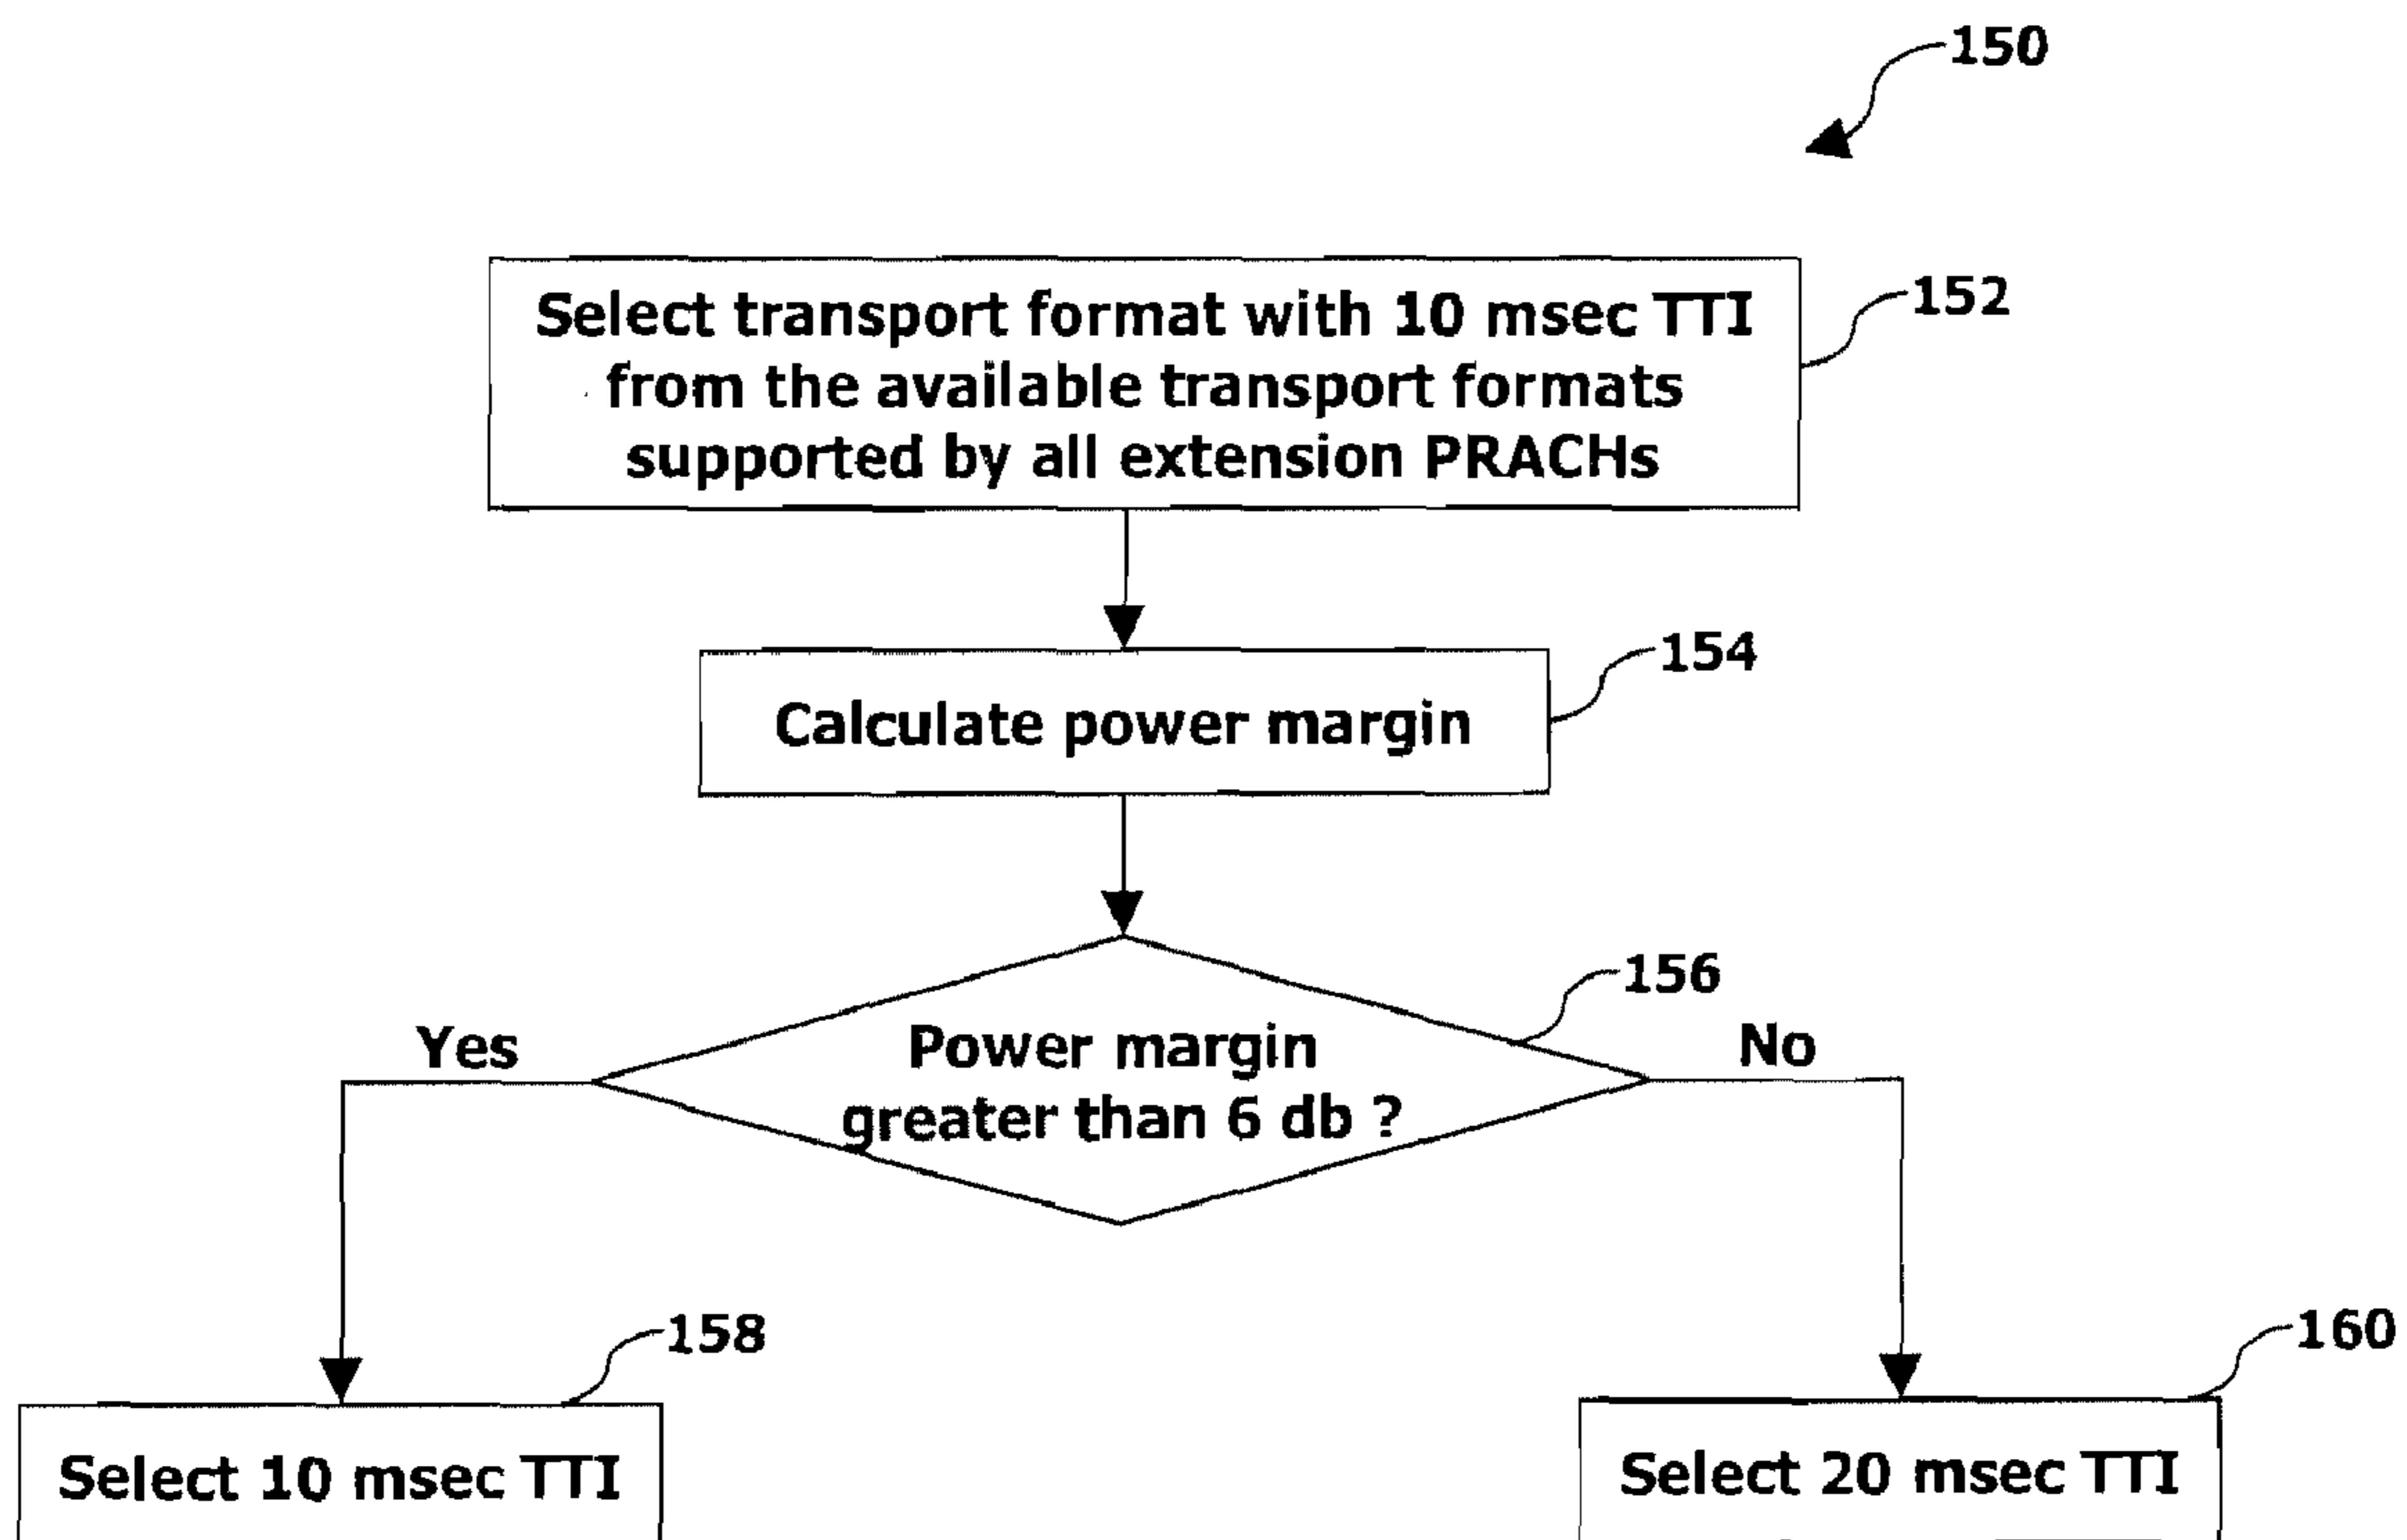 150
Select transport format with 10 msec TTI
from the available transport formats
supported by all extension PRACHs
152
Calculate power margin
154
Power margin
greater than 6 db ?
156
Yes
No
158
160
Select 10 msec TTI
Select 20 msec TTI